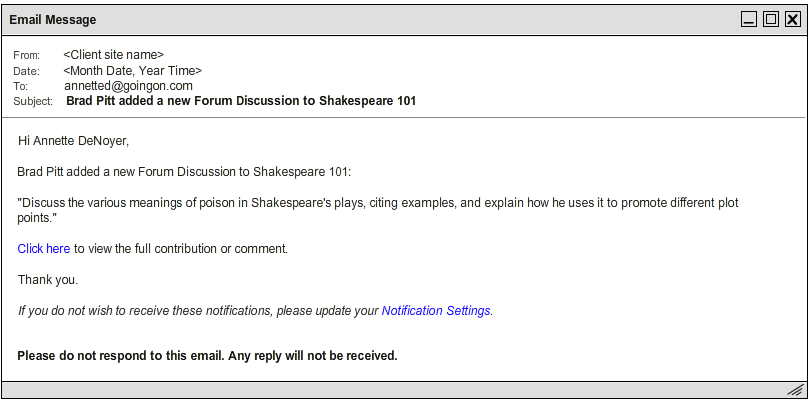 Email Message
From: <Client site name>
Date: <Month Date, Year Time>
To: annetted@goingon.com
Subject: Brad Pitt added a new Forum Discussion to Shakespeare 101
Hi Annette DeNoyer,
Brad Pitt added a new Forum Discussion to Shakespeare 101:
"Discuss the various meanings of poison in Shakespeare's plays, citing examples, and explain how he uses it to promote different plot
points."
Click here to view the full contribution or comment.
Thank you.
If you do not wish to receive these notifications, please update your Notification Settings.
Please do not respond to this email. Any reply will not be received.